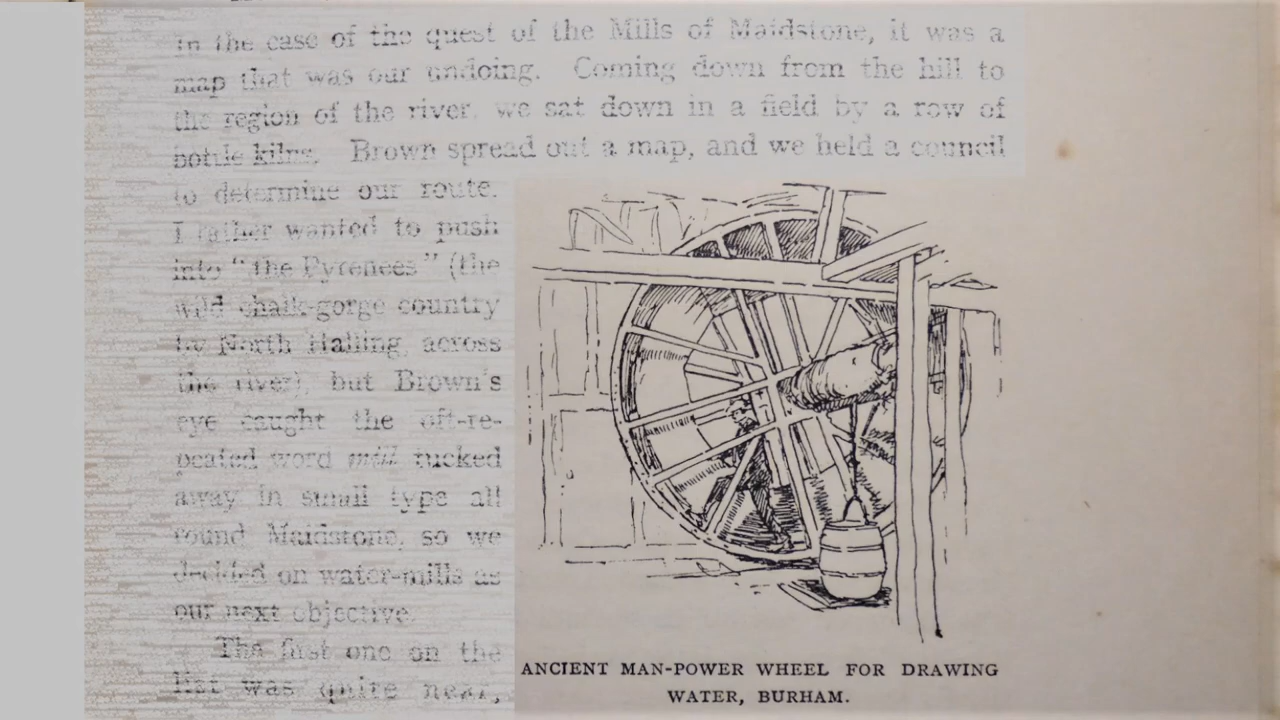 In the case of the quest of the Mills of Maidstone, it was a
map that was our undoing. Coming down from the hill to
the region of the river, we sat down in a field by a row of
bottle kilns. Brown spread out a map, and we held a council
to determine our route.
I rather wanted to push
into "the Pyrenees" (the
wild chalk-gorge country
by North Halling, across
the river), but Brown's
eye caught the oft-re-
peated word mill tucked
away in small type all
round Maidstone, so we
decided on water-mills as
our next objective.
The first one on the
list was quite near,
ANCIENT MAN-POWER WHEEL FOR DRAWING
WATER, BURHAM.